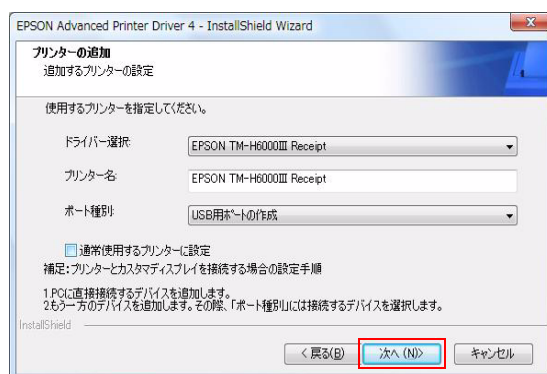 EPSON Advanced Printer Driver 4 - InstallShield Wizard
プリンターの追加
追加するプリンターの設定
使用するプリンターを指定してください。
ドライバー選択:
EPSON TM-H6000Ⅲ Receipt
プリンター名:
EPSON TM-H6000Ⅲ Receipt
ポート種別:
USB用ポートの作成
通常使用するプリンターに設定
補足:プリンターとカスタマディスプレイを接続する場合の設定手順
1.PCに直接接続するデバイスを追加します。
2.もう一方のデバイスを追加します。その際、「ポート種別」には接続するデバイスを選択します。
InstallShield
< 戻る(B)
次へ (N)>
キャンセル